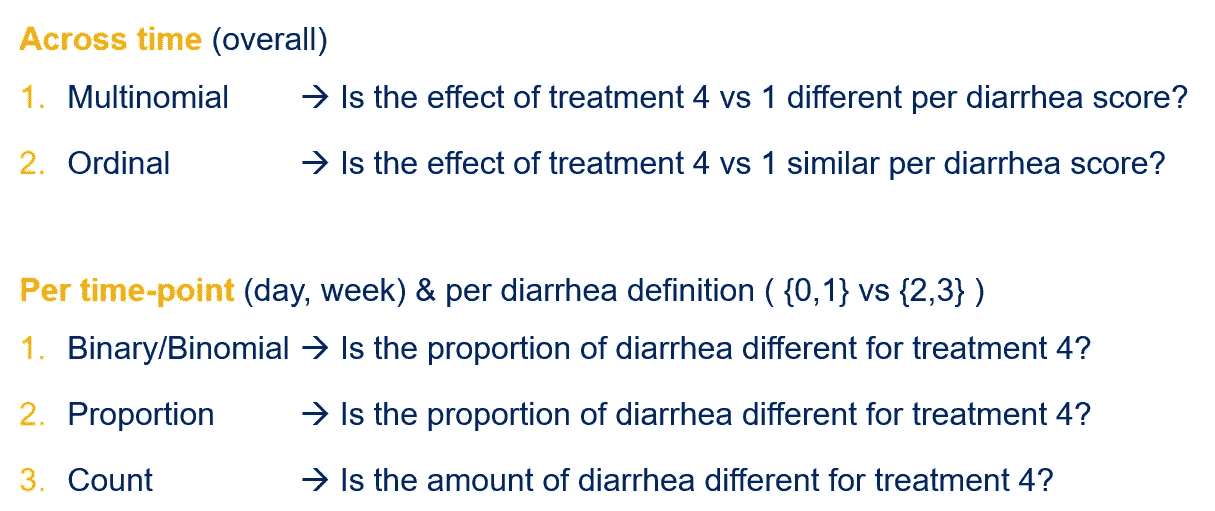 Across time (overall)
1. Multinomial → Is the effect of treatment 4 vs 1 different per diarrhea score?
2. Ordinal → Is the effect of treatment 4 vs 1 similar per diarrhea score?
Per time-point (day, week) & per diarrhea definition ( {0,1} vs {2,3} )
1. Binary/Binomial → Is the proportion of diarrhea different for treatment 4?
2. Proportion → Is the proportion of diarrhea different for treatment 4?
3. Count → Is the amount of diarrhea different for treatment 4?